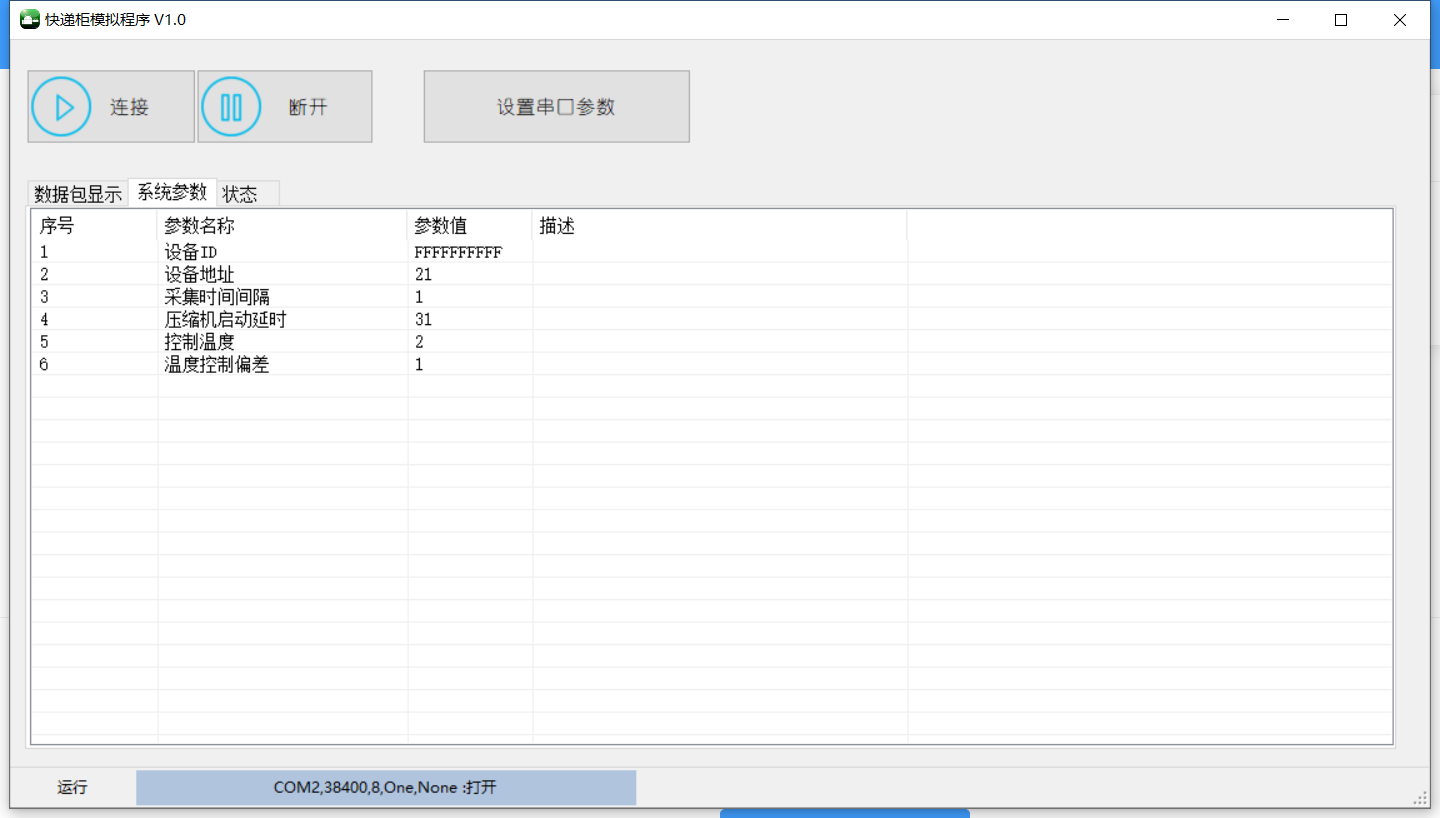 快递柜模拟程序 V1.0
连接 断开 设置串口参数
数据包显示 系统参数 状态
序号 参数名称 参数值 描述
1 设备ID FFFFFFFFFF
2 设备地址 21
3 采集时间间隔 1
4 压缩机启动延时 31
5 控制温度 2
6 温度控制偏差 1
运行 COM2,38400,8,One,None :打开